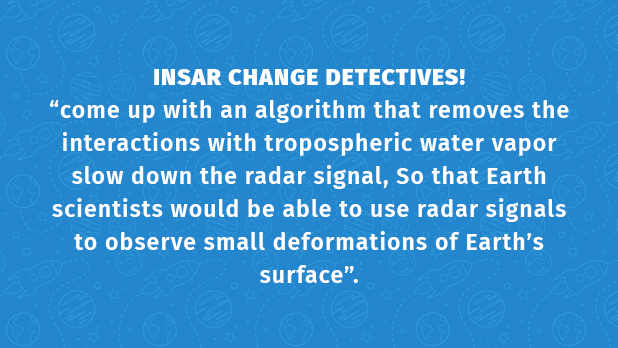 INSAR CHANGE DETECTIVES!
“come up with an algorithm that removes the
interactions with tropospheric water vapor
slow down the radar signal, So that Earth
scientists would be able to use radar signals
to observe small deformations of Earth’s
surface”.